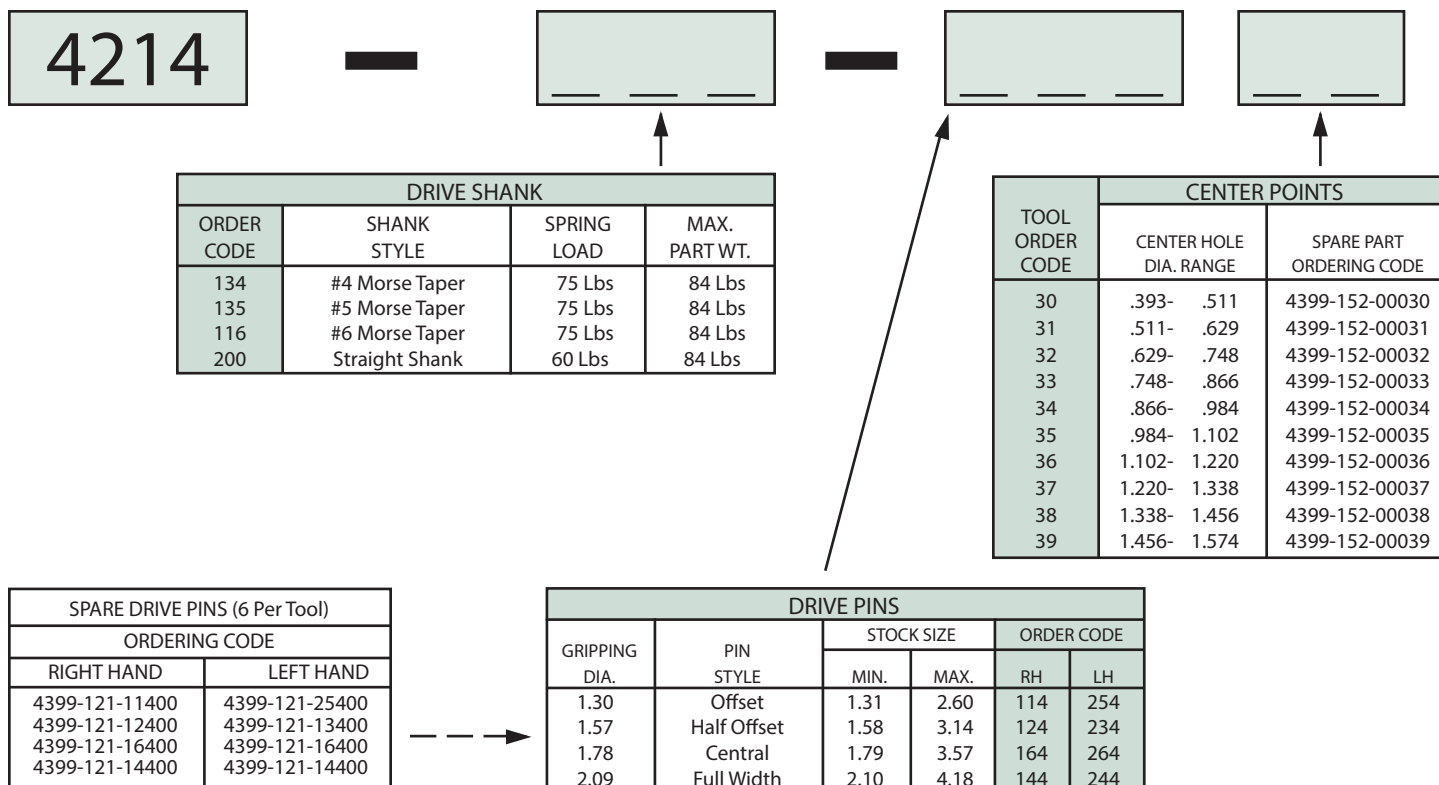 4214 — _ _ _ — _ _ _ _ _
DRIVE SHANK
ORDER CODE SHANK STYLE SPRING LOAD MAX. PART WT.
134 #4 Morse Taper 75 Lbs 84 Lbs
135 #5 Morse Taper 75 Lbs 84 Lbs
116 #6 Morse Taper 75 Lbs 84 Lbs
200 Straight Shank 60 Lbs 84 Lbs
CENTER POINTS
TOOL ORDER CODE CENTER HOLE DIA. RANGE SPARE PART ORDERING CODE
30 .393- .511 4399-152-00030
31 .511- .629 4399-152-00031
32 .629- .748 4399-152-00032
33 .748- .866 4399-152-00033
34 .866- .984 4399-152-00034
35 .984- 1.102 4399-152-00035
36 1.102- 1.220 4399-152-00036
37 1.220- 1.338 4399-152-00037
38 1.338- 1.456 4399-152-00038
39 1.456- 1.574 4399-152-00039
SPARE DRIVE PINS (6 Per Tool)
ORDERING CODE
RIGHT HAND LEFT HAND
4399-121-11400 4399-121-25400
4399-121-12400 4399-121-13400
4399-121-16400 4399-121-16400
4399-121-14400 4399-121-14400
DRIVE PINS
GRIPPING DIA. PIN STYLE STOCK SIZE ORDER CODE
MIN. MAX. RH LH
1.30 Offset 1.31 2.60 114 254
1.57 Half Offset 1.58 3.14 124 234
1.78 Central 1.79 3.57 164 264
2.09 Full Width 2.10 4.18 144 244